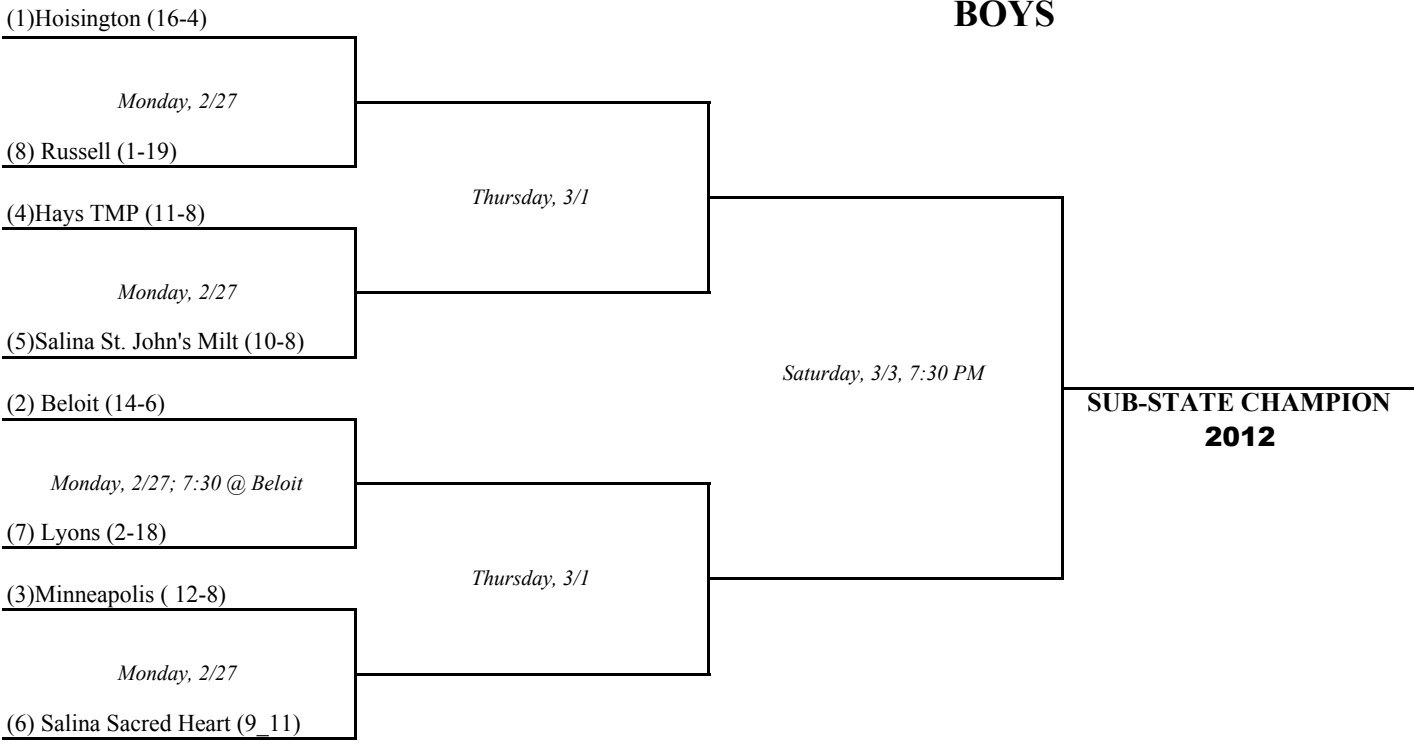 BOYS
(1)Hoisington (16-4)
Monday, 2/27
(8) Russell (1-19)
Thursday, 3/1
(4)Hays TMP (11-8)
Monday, 2/27
(5)Salina St. John's Milt (10-8)
Saturday, 3/3, 7:30 PM
SUB-STATE CHAMPION
2012
(2) Beloit (14-6)
Monday, 2/27; 7:30 @ Beloit
(7) Lyons (2-18)
Thursday, 3/1
(3)Minneapolis ( 12-8)
Monday, 2/27
(6) Salina Sacred Heart (9_11)